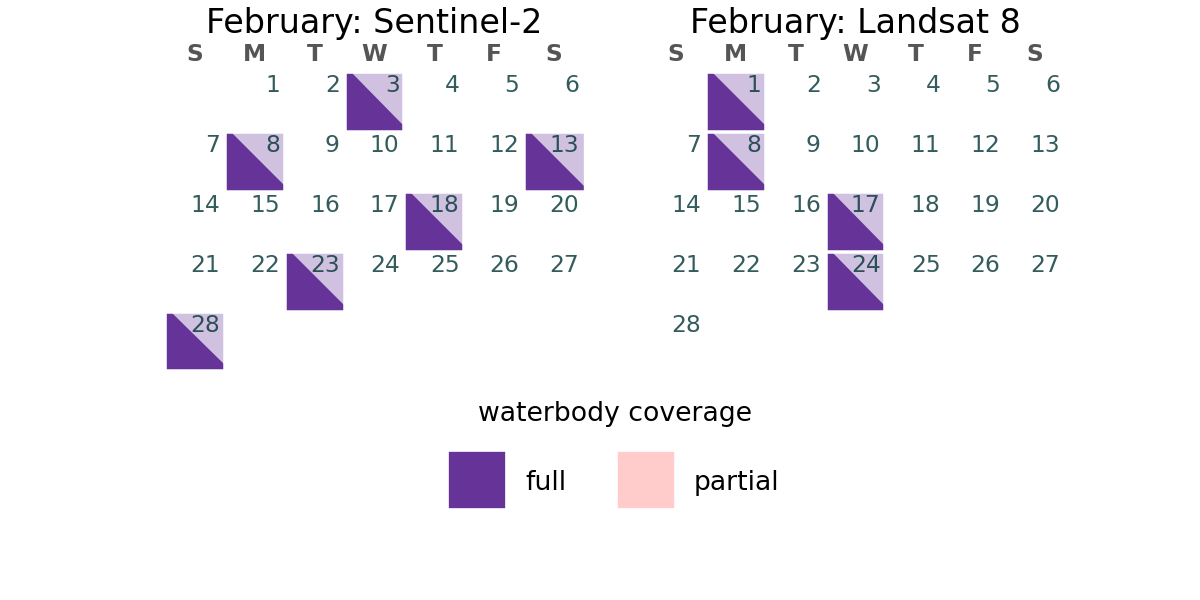 February: Sentinel-2
S M T W T F S
1 2 3 4 5 6
7 8 9 10 11 12 13
14 15 16 17 18 19 20
21 22 23 24 25 26 27
28
February: Landsat 8
S M T W T F S
1 2 3 4 5 6
7 8 9 10 11 12 13
14 15 16 17 18 19 20
21 22 23 24 25 26 27
28
waterbody coverage
full partial